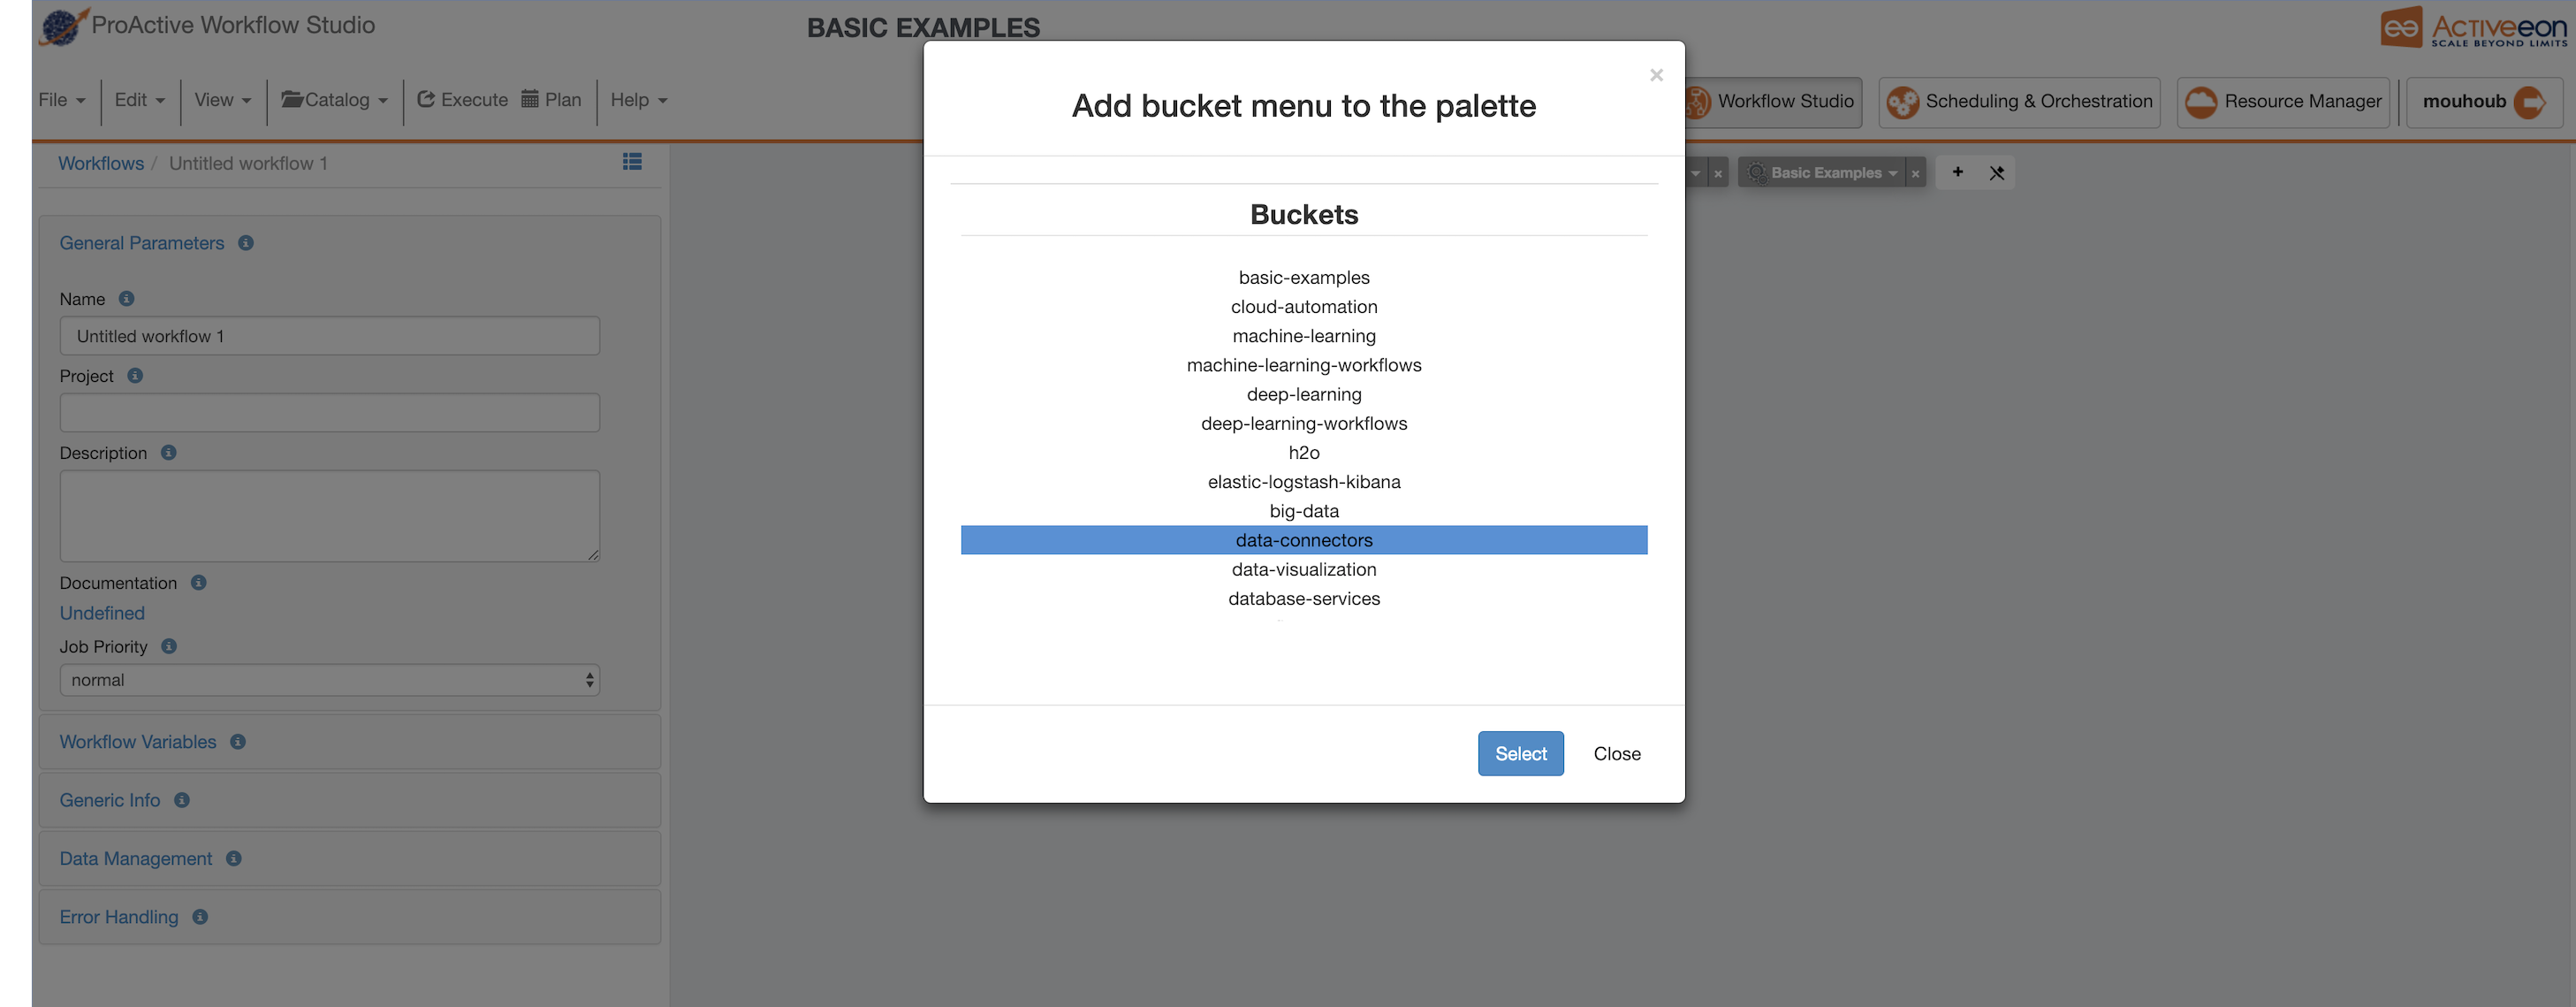 ProActive Workflow Studio
BASIC EXAMPLES
Activeeon
SCALE BEYOND LIMITS
File
Edit
View
Catalog
Execute
Plan
Help
Workflow Studio
Scheduling & Orchestration
Resource Manager
mouhoub
Workflows / Untitled workflow 1
Basic Examples
General Parameters
Name
Untitled workflow 1
Project
Description
Documentation
Undefined
Job Priority
normal
Workflow Variables
Generic Info
Data Management
Error Handling
×
Add bucket menu to the palette
Buckets
basic-examples
cloud-automation
machine-learning
machine-learning-workflows
deep-learning
deep-learning-workflows
h2o
elastic-logstash-kibana
big-data
data-connectors
data-visualization
database-services
Select
Close